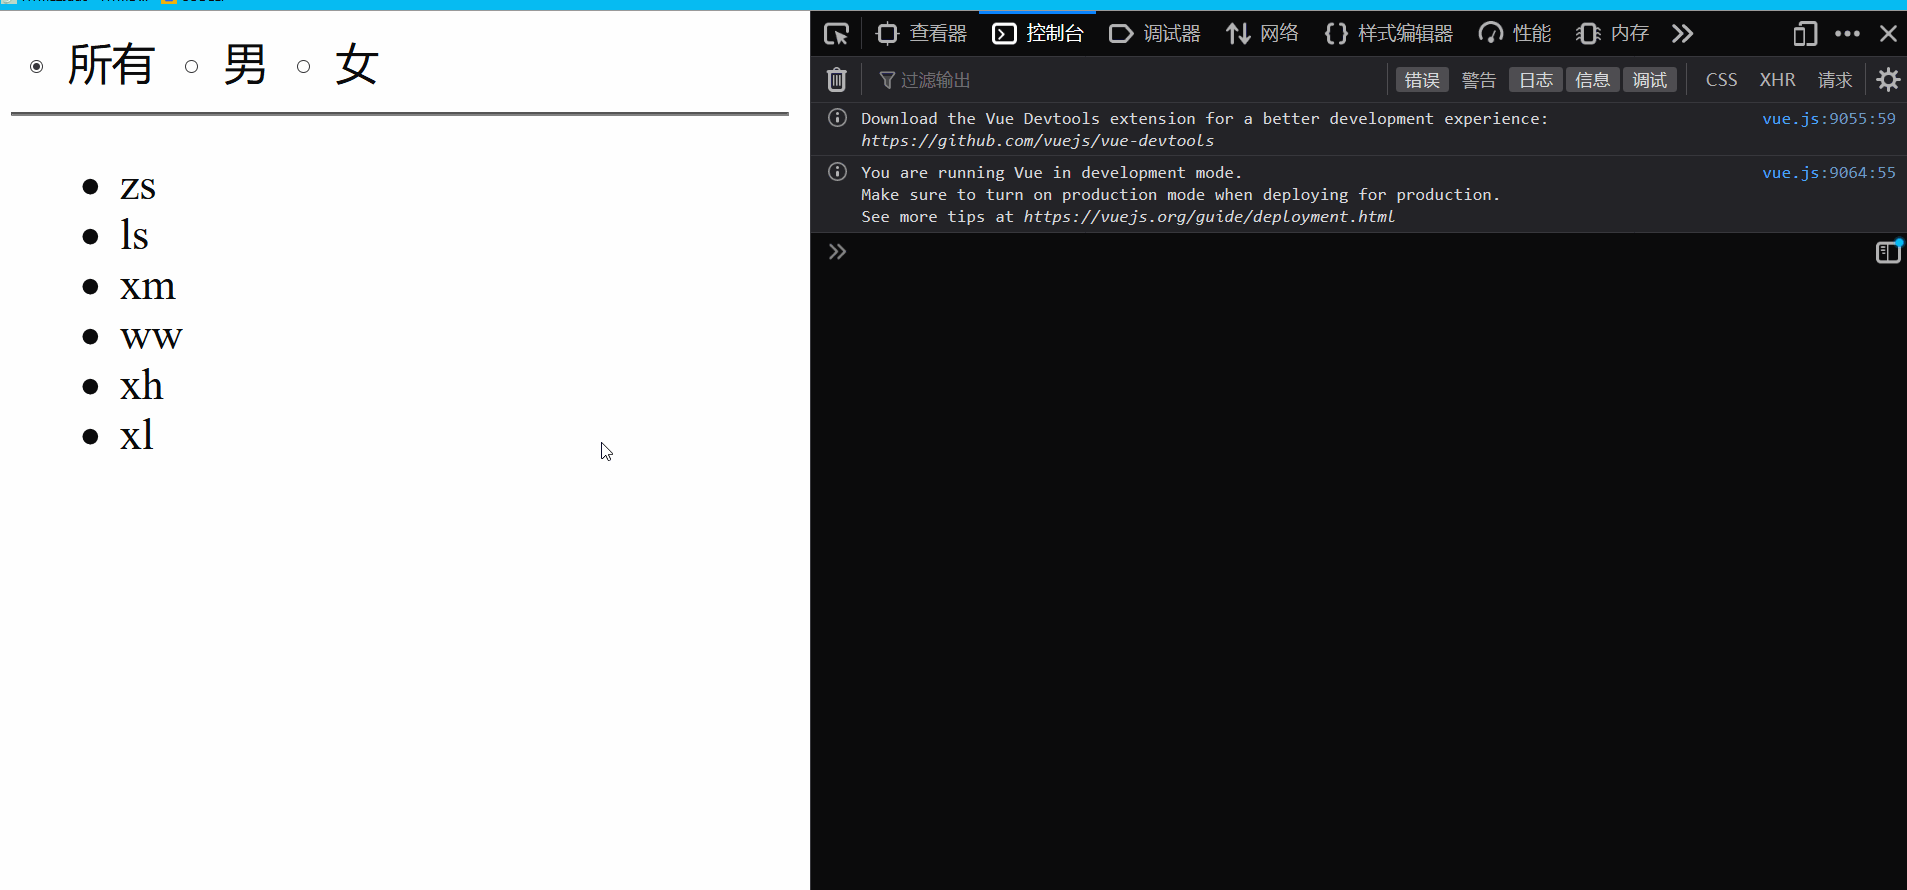 所有 男 女
zs
ls
xm
ww
xh
xl
查看器 控制台 调试器 网络 样式编辑器 性能 内存
过滤输出 错误 警告 日志 信息 调试 CSS XHR 请求
Download the Vue Devtools extension for a better development experience: vue.js:9055:59
https://github.com/vuejs/vue-devtools
You are running Vue in development mode. vue.js:9064:55
Make sure to turn on production mode when deploying for production.
See more tips at https://vuejs.org/guide/deployment.html